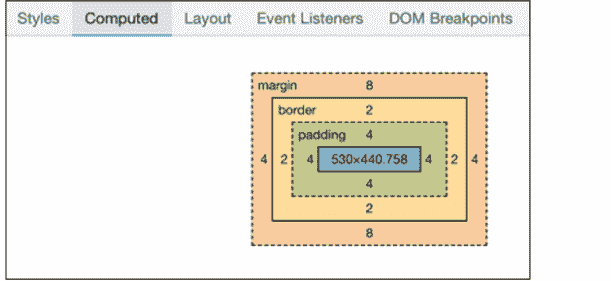 Styles Computed Layout Event Listeners DOM Breakpoints
margin 8
border 2
padding 4
4 2 4 530×440.758 4 2 4
4
2
8